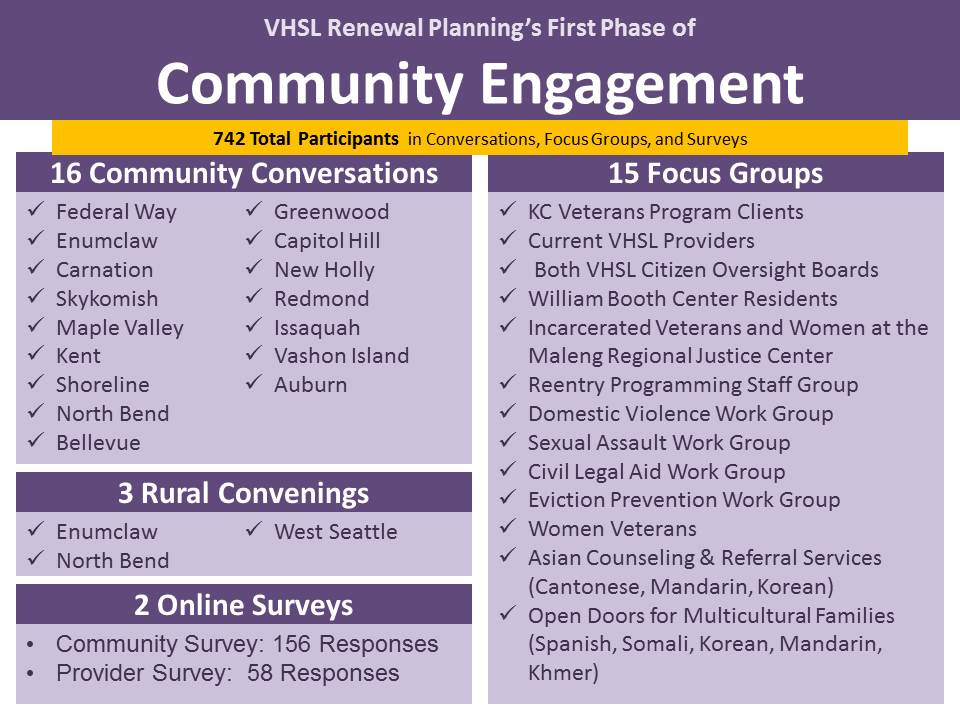 VHSL Renewal Planning's First Phase of
Community Engagement
742 Total Participants in Conversations, Focus Groups, and Surveys
16 Community Conversations
✓ Federal Way
✓ Enumclaw
✓ Carnation
✓ Skykomish
✓ Maple Valley
✓ Kent
✓ Shoreline
✓ North Bend
✓ Bellevue
✓ Greenwood
✓ Capitol Hill
✓ New Holly
✓ Redmond
✓ Issaquah
✓ Vashon Island
✓ Auburn
3 Rural Convenings
✓ Enumclaw
✓ North Bend
✓ West Seattle
2 Online Surveys
• Community Survey: 156 Responses
• Provider Survey: 58 Responses
15 Focus Groups
✓ KC Veterans Program Clients
✓ Current VHSL Providers
✓ Both VHSL Citizen Oversight Boards
✓ William Booth Center Residents
✓ Incarcerated Veterans and Women at the
Maleng Regional Justice Center
✓ Reentry Programming Staff Group
✓ Domestic Violence Work Group
✓ Sexual Assault Work Group
✓ Civil Legal Aid Work Group
✓ Eviction Prevention Work Group
✓ Women Veterans
✓ Asian Counseling & Referral Services
(Cantonese, Mandarin, Korean)
✓ Open Doors for Multicultural Families
(Spanish, Somali, Korean, Mandarin,
Khmer)